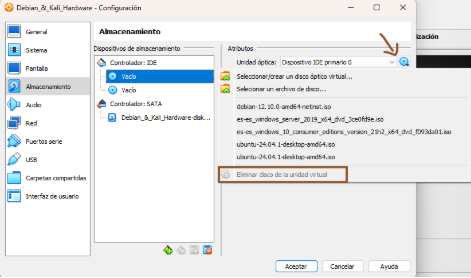 Debian_&_Kali_Hardware - Configuración
General
Sistema
Pantalla
Almacenamiento
Audio
Red
Puertos serie
USB
Carpetas compartidas
Interfaz de usuario
Almacenamiento
Dispositivos de almacenamiento
Controlador: IDE
Vacío
Vacío
Controlador: SATA
Debian_&_Kali_Hardware-disk...
Atributos
Unidad óptica: Dispositivo IDE primario 0
Seleccionar/crear un disco óptico virtual...
Seleccionar un archivo de disco...
debian-12.10.0-amd64-netinst.iso
es-es_windows_server_2019_x64_dvd_3ce0fd9e.iso
es-es_windows_10_consumer_editions_version_21h2_x64_dvd_f093da01.iso
ubuntu-24.04.1-desktop-amd64.iso
ubuntu-24.04.1-desktop-amd64.iso
Eliminar disco de la unidad virtual
Aceptar
Cancelar
Ayuda
ización